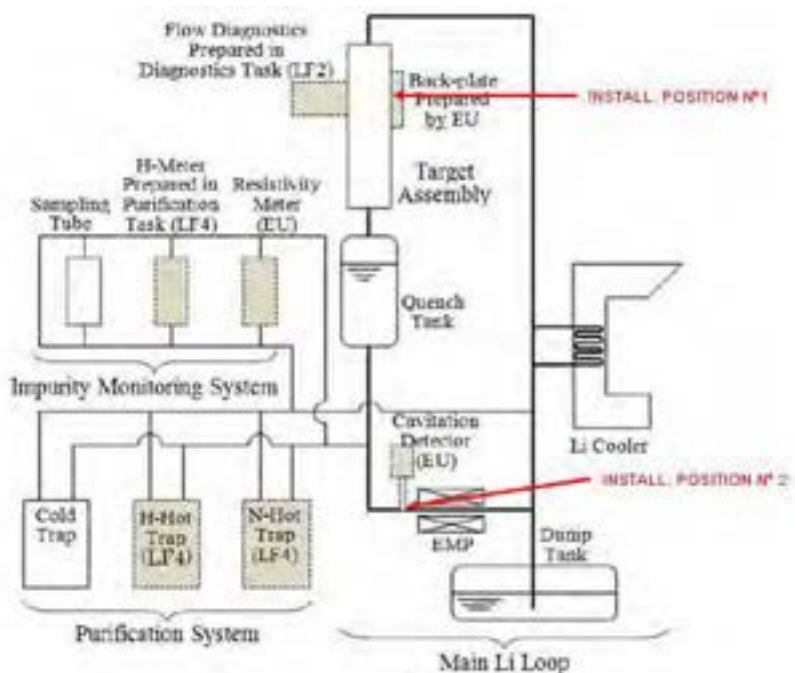 Flow Diagnostics
Prepared in
Diagnostics Task (LF2)
Back-plate
Prepared
by EU
INSTALL. POSITION Nº1
Target
Assembly
H-Meter
Prepared in
Purification
Task (LF4)
Resistivity
Meter
(EU)
Sampling
Tube
Quench
Tank
Impurity Monitoring System
Li Cooler
Cavitation
Detector
(EU)
INSTALL. POSITION Nº 2
Cold
Trap
H-Hot
Trap
(LF4)
N-Hot
Trap
(LF4)
EMP
Dump
Tank
Purification System
Main Li Loop